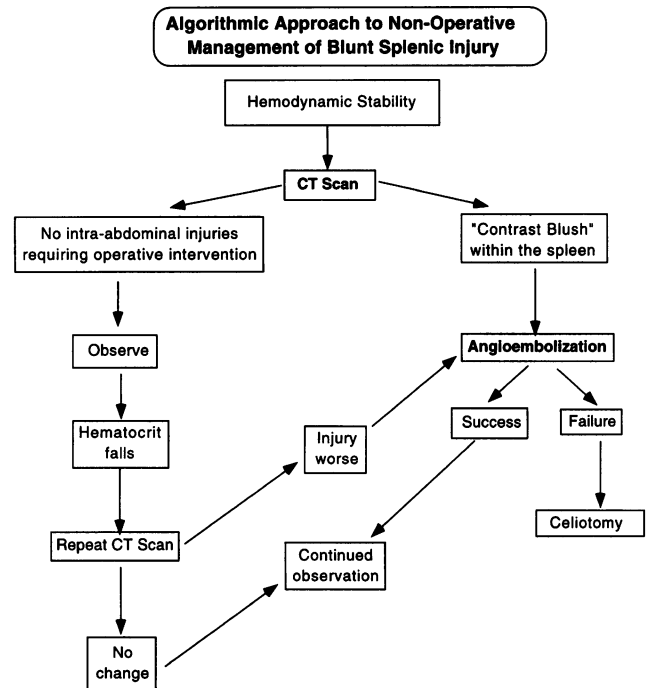 Algorithmic Approach to Non-Operative
Management of Blunt Splenic Injury
Hemodynamic Stability
CT Scan
No intra-abdominal injuries
requiring operative intervention
"Contrast Blush"
within the spleen
Observe
Angioembolization
Hematocrit
falls
Injury
worse
Success
Failure
Repeat CT Scan
Continued
observation
Celiotomy
No
change